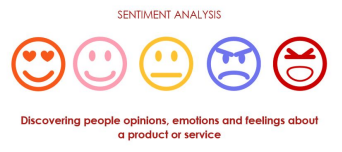 SENTIMENT ANALYSIS
Discovering people opinions, emotions and feelings about
a product or service